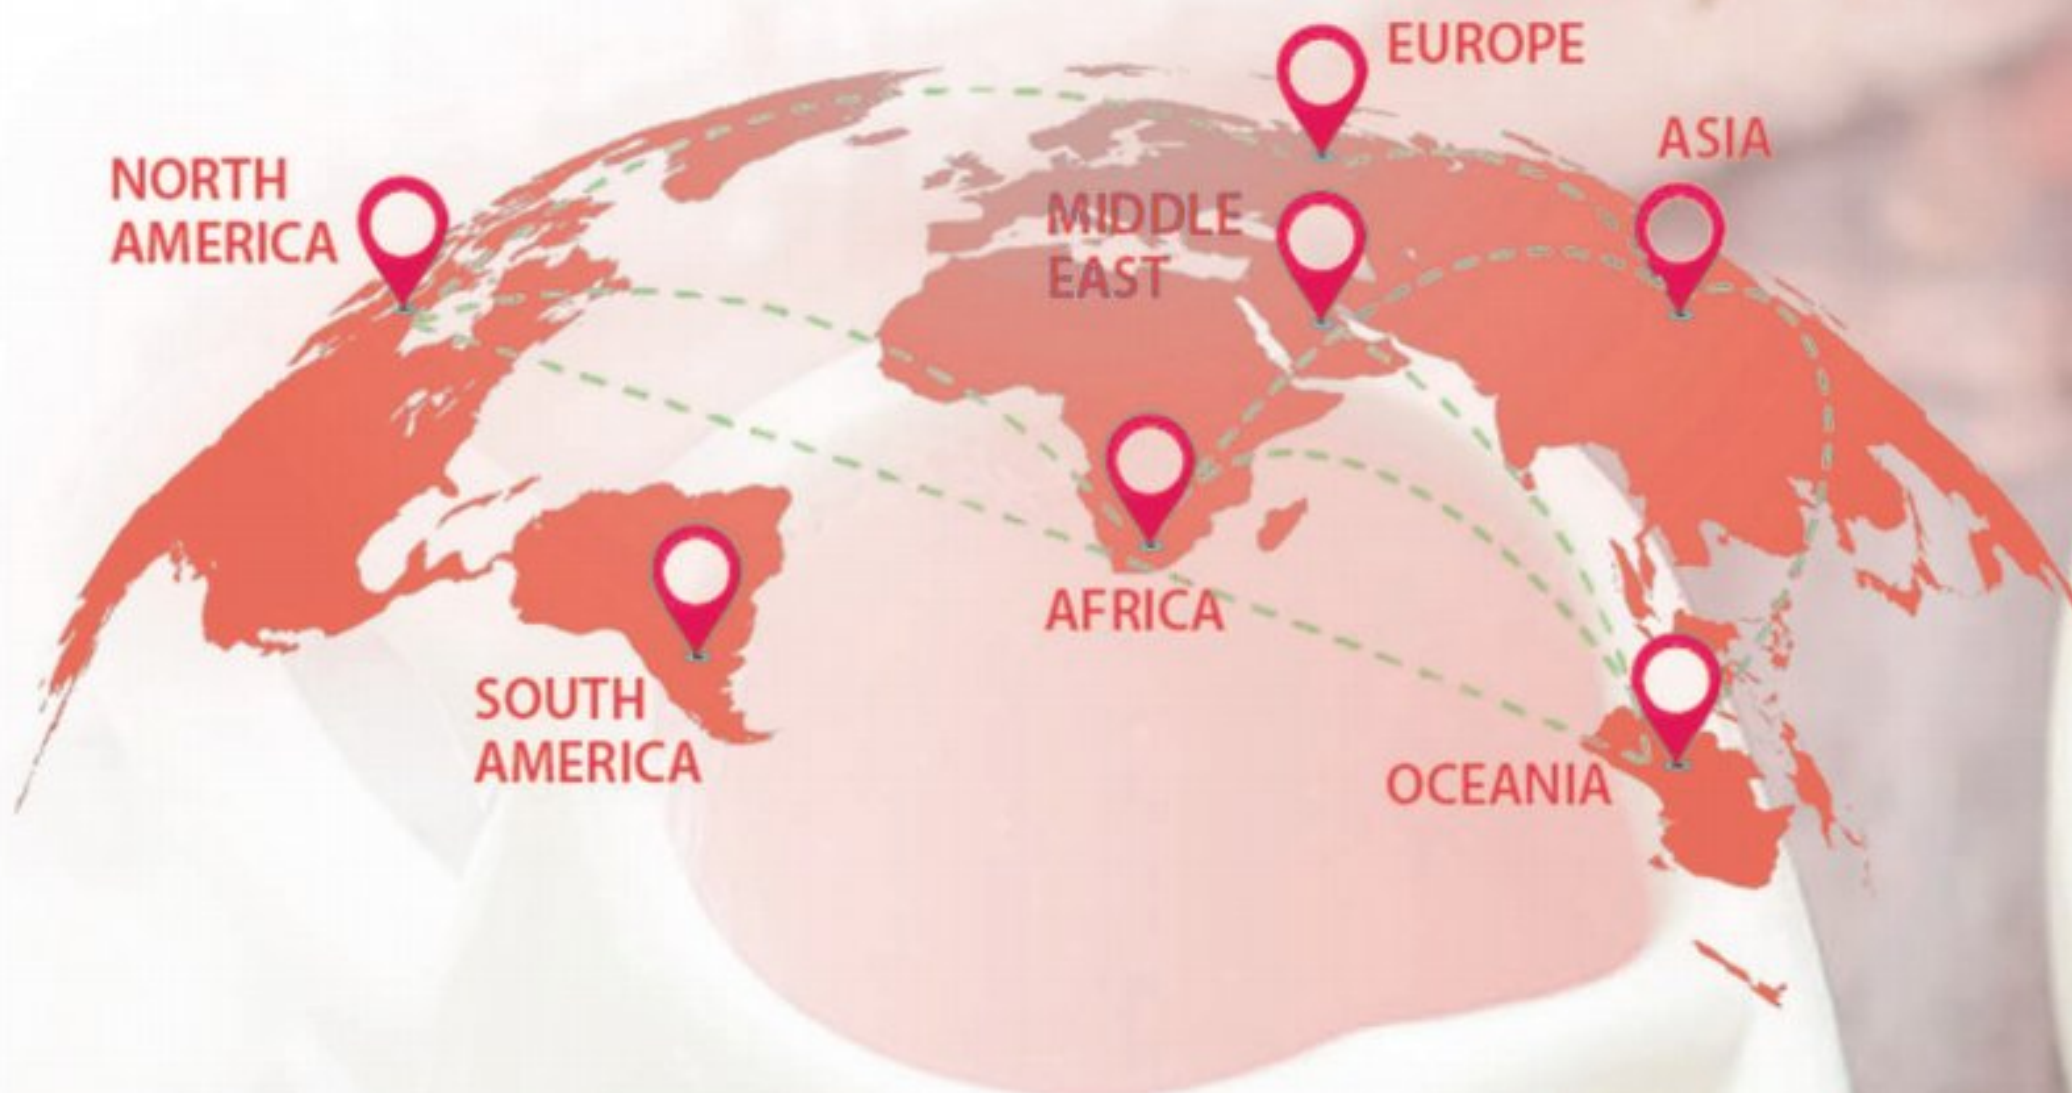 EUROPE
ASIA
NORTH
AMERICA
MIDDLE
EAST
AFRICA
SOUTH
AMERICA
OCEANIA